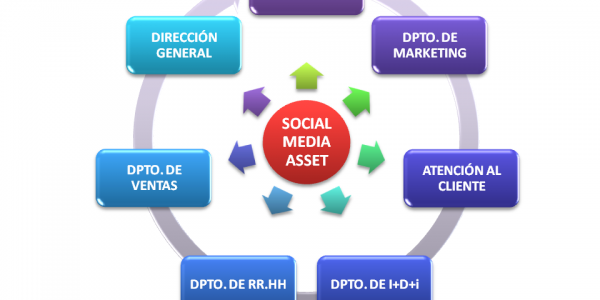 DIRECCIÓN
GENERAL
DPTO. DE
MARKETING
SOCIAL
MEDIA
ASSET
DPTO. DE
VENTAS
ATENCIÓN AL
CLIENTE
DPTO. DE RR.HH
DPTO. DE I+D+i